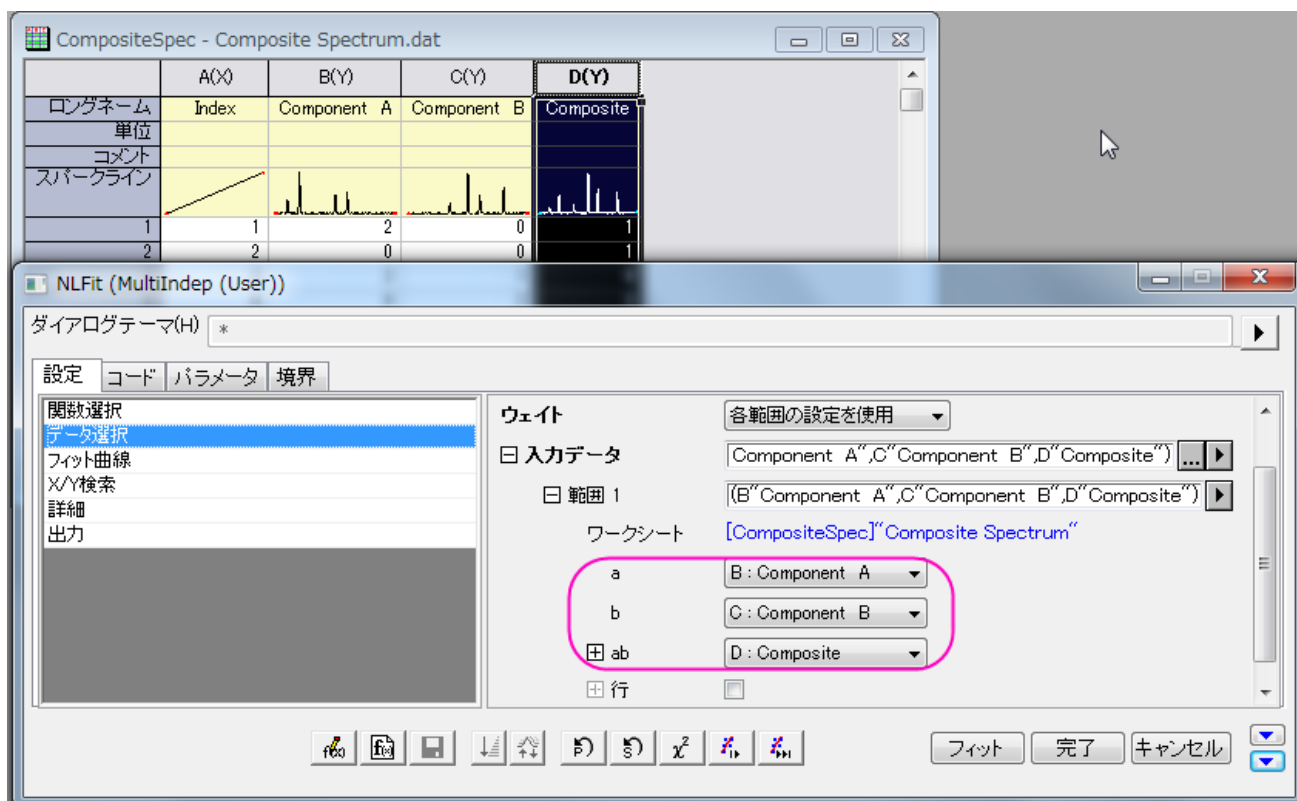 CompositeSpec - Composite Spectrum.dat
A(X) B(Y) C(Y) D(Y)
ロングネーム Index Component A Component B Composite
単位
コメント
スパークライン
1 1 2 0 1
2 2 0 0 1
NLFit (MultiIndep (User))
ダイアログテーマ(H) *
設定 コード パラメータ 境界
関数選択
データ選択
フィット曲線
X/Y検索
詳細
出力
ウェイト 各範囲の設定を使用
入力データ Component A",C"Component B",D"Composite") ...
範囲 1 (B"Component A",C"Component B",D"Composite")
ワークシート [CompositeSpec]"Composite Spectrum"
a B : Component A
b C : Component B
ab D : Composite
行
フィット 完了 キャンセル